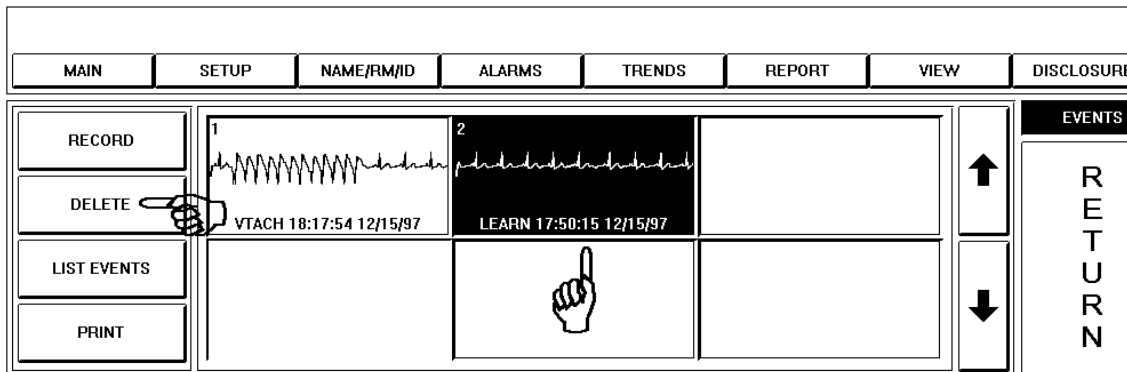 MAIN SETUP NAME/RM/ID ALARMS TRENDS REPORT VIEW DISCLOSURE
EVENTS
RECORD
DELETE
LIST EVENTS
PRINT
1
VTACH 18:17:54 12/15/97
2
LEARN 17:50:15 12/15/97
RETURN